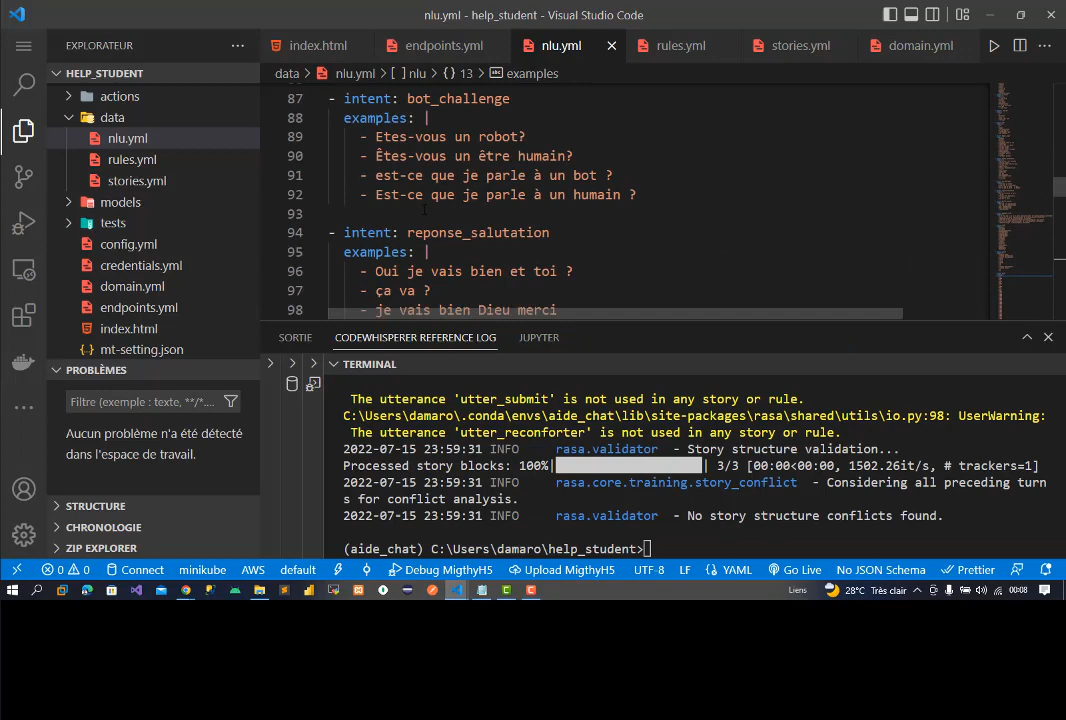 nlu.yml - help_student - Visual Studio Code
EXPLORATEUR
index.html
endpoints.yml
nlu.yml
rules.yml
stories.yml
domain.yml
HELP_STUDENT
data > nlu.yml > [ ] nlu > {} 13 > examples
actions
data
nlu.yml
rules.yml
stories.yml
models
tests
config.yml
credentials.yml
domain.yml
endpoints.yml
index.html
mt-setting.json
PROBLÈMES
Filtre (exemple : texte, **/*....
Aucun problème n'a été détecté
dans l'espace de travail.
STRUCTURE
CHRONOLOGIE
ZIP EXPLORER
87 - intent: bot_challenge
88 examples: |
89 - Etes-vous un robot?
90 - Êtes-vous un être humain?
91 - est-ce que je parle à un bot ?
92 - Est-ce que je parle à un humain ?
93
94 - intent: reponse_salutation
95 examples: |
96 - Oui je vais bien et toi ?
97 - ça va ?
98 - je vais bien Dieu merci
SORTIE CODEWHISPERER REFERENCE LOG JUPYTER
TERMINAL
The utterance 'utter_submit' is not used in any story or rule.
C:\Users\damaro\.conda\envs\aide_chat\lib\site-packages\rasa\shared\utils\io.py:98: UserWarning:
The utterance 'utter_reconforter' is not used in any story or rule.
2022-07-15 23:59:31 INFO rasa.validator - Story structure validation...
Processed story blocks: 100%| | 3/3 [00:00<00:00, 1502.26it/s, # trackers=1]
2022-07-15 23:59:31 INFO rasa.core.training.story_conflict - Considering all preceding turn
s for conflict analysis.
2022-07-15 23:59:31 INFO rasa.validator - No story structure conflicts found.
(aide_chat) C:\Users\damaro\help_student>
0 0 Connect minikube AWS default Debug MigthyH5 Upload MigthyH5 UTF-8 LF YAML Go Live No JSON Schema Prettier
Liens 28°C Très clair 00:08